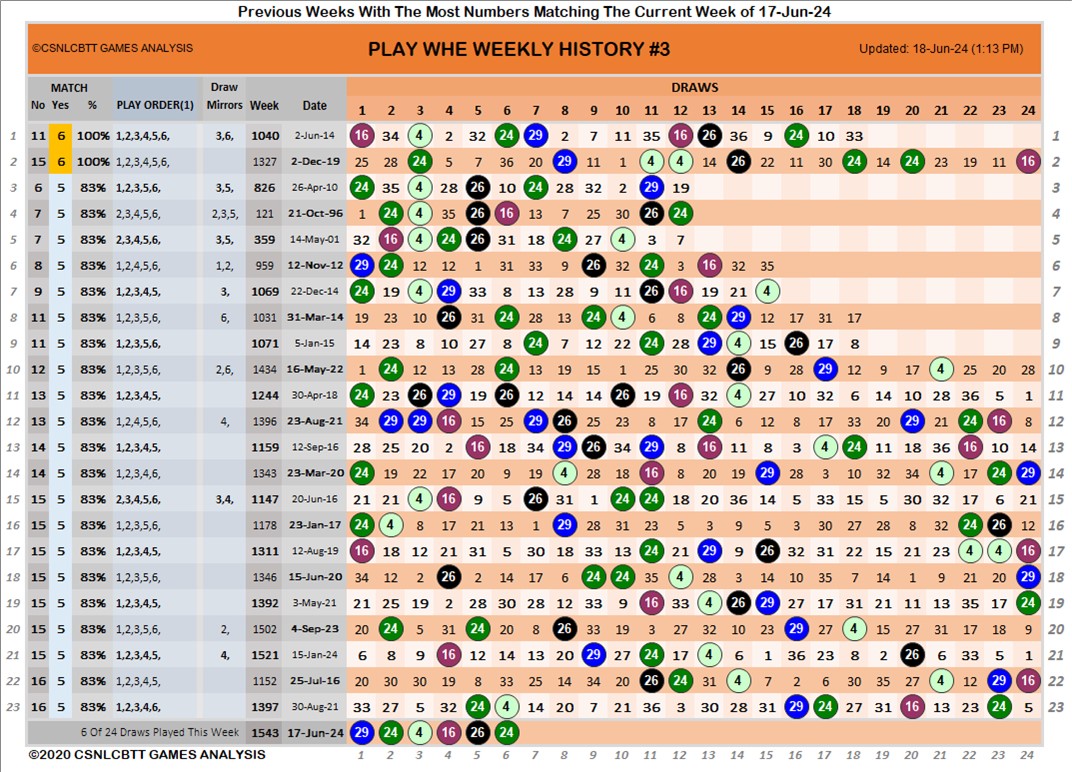 Previous Weeks With The Most Numbers Matching The Current Week of 17-Jun-24
©CSNLCBTT GAMES ANALYSIS PLAY WHE WEEKLY HISTORY #3 Updated: 18-Jun-24 (1:13 PM)
MATCH Draw DRAWS
No Yes % PLAY ORDER(1) Mirrors Week Date 1 2 3 4 5 6 7 8 9 10 11 12 13 14 15 16 17 18 19 20 21 22 23 24
1 11 6 100% 1,2,3,4,5,6, 3,6, 1040 2-Jun-14 16 34 4 2 32 24 29 2 7 11 35 12 16 26 36 9 24 10 33 1
2 15 6 100% 1,2,3,4,5,6, 1327 2-Dec-19 25 28 24 5 7 36 20 29 11 1 4 4 14 26 22 11 30 24 14 24 23 19 11 16 2
3 6 5 83% 1,2,3,5,6, 3,5, 826 26-Apr-10 24 35 4 28 26 10 24 28 32 2 29 19 3
4 7 5 83% 2,3,4,5,6, 2,3,5, 121 21-Oct-96 1 24 4 35 26 16 13 7 25 30 26 24 4
5 7 5 83% 2,3,4,5,6, 3,5, 359 14-May-01 32 16 4 24 26 31 18 24 27 4 3 7 5
6 8 5 83% 1,2,4,5,6, 1,2, 959 12-Nov-12 29 24 12 12 1 31 33 9 26 32 24 3 16 32 35 6
7 9 5 83% 1,2,3,4,5, 3, 1069 22-Dec-14 24 19 4 29 33 8 13 28 9 11 26 16 19 21 4 7
8 11 5 83% 1,2,3,5,6, 6, 1031 31-Mar-14 19 23 10 26 31 24 28 13 24 4 6 8 24 29 12 17 31 17 8
9 11 5 83% 1,2,3,5,6, 1071 5-Jan-15 14 23 8 10 27 8 24 7 12 22 24 28 29 4 15 26 17 8 9
10 12 5 83% 1,2,3,5,6, 2,6, 1434 16-May-22 1 24 12 13 28 24 13 19 15 1 25 30 32 26 9 28 29 12 9 17 4 25 20 28 10
11 13 5 83% 1,2,3,4,5, 1244 30-Apr-18 24 23 26 29 19 26 12 14 14 26 19 16 32 4 27 10 32 6 14 10 28 36 5 1 11
12 13 5 83% 1,2,4,5,6, 4, 1396 23-Aug-21 34 29 29 16 15 25 29 26 25 23 8 17 24 6 12 8 17 33 20 29 21 24 16 8 12
13 14 5 83% 1,2,3,4,5, 1159 12-Sep-16 28 25 20 2 16 18 34 29 26 34 29 8 16 11 8 3 4 24 11 18 36 16 10 14 13
14 14 5 83% 1,2,3,4,6, 1343 23-Mar-20 24 19 22 17 20 9 19 4 28 18 16 8 20 19 29 28 3 10 32 34 4 17 24 29 14
15 15 5 83% 2,3,4,5,6, 3,4, 1147 20-Jun-16 21 21 4 16 9 5 26 31 1 24 24 18 20 36 14 5 33 15 5 30 32 17 6 21 15
16 15 5 83% 1,2,3,5,6, 1178 23-Jan-17 24 4 8 17 21 13 1 29 28 31 23 5 3 9 5 3 30 27 28 8 32 24 26 12 16
17 15 5 83% 1,2,3,4,5, 1311 12-Aug-19 16 18 12 21 31 5 30 18 33 13 24 21 29 9 26 32 31 22 15 21 23 4 4 16 17
18 15 5 83% 1,2,3,5,6, 1346 15-Jun-20 34 12 4 26 2 14 17 6 24 24 35 4 28 3 14 10 35 7 14 1 9 21 20 29 18
19 15 5 83% 1,2,3,4,5, 1392 3-May-21 21 25 19 2 28 30 28 12 33 9 16 33 4 26 29 27 17 31 21 11 13 35 17 24 19
20 15 5 83% 1,2,3,5,6, 2, 1502 4-Sep-23 20 24 5 31 24 20 8 26 33 19 3 27 32 10 23 29 27 4 15 27 31 17 18 9 20
21 15 5 83% 1,2,3,4,5, 4, 1521 15-Jan-24 6 8 9 16 12 14 13 20 29 27 24 17 4 6 1 36 23 8 2 26 6 33 5 1 21
22 16 5 83% 1,2,3,4,5, 1152 25-Jul-16 20 30 30 19 8 33 25 14 34 20 26 24 31 4 7 2 6 30 35 21 4 12 29 16 22
23 16 5 83% 1,2,3,4,6, 1397 30-Aug-21 33 27 5 32 24 4 14 20 7 21 36 3 30 28 31 29 24 31 20 16 13 23 24 5 23
6 Of 24 Draws Played This Week 1543 17-Jun-24 29 24 4 16 26 24
©2020 CSNLCBTT GAMES ANALYSIS 1 2 3 4 5 6 7 8 9 10 11 12 13 14 15 16 17 18 19 20 21 22 23 24